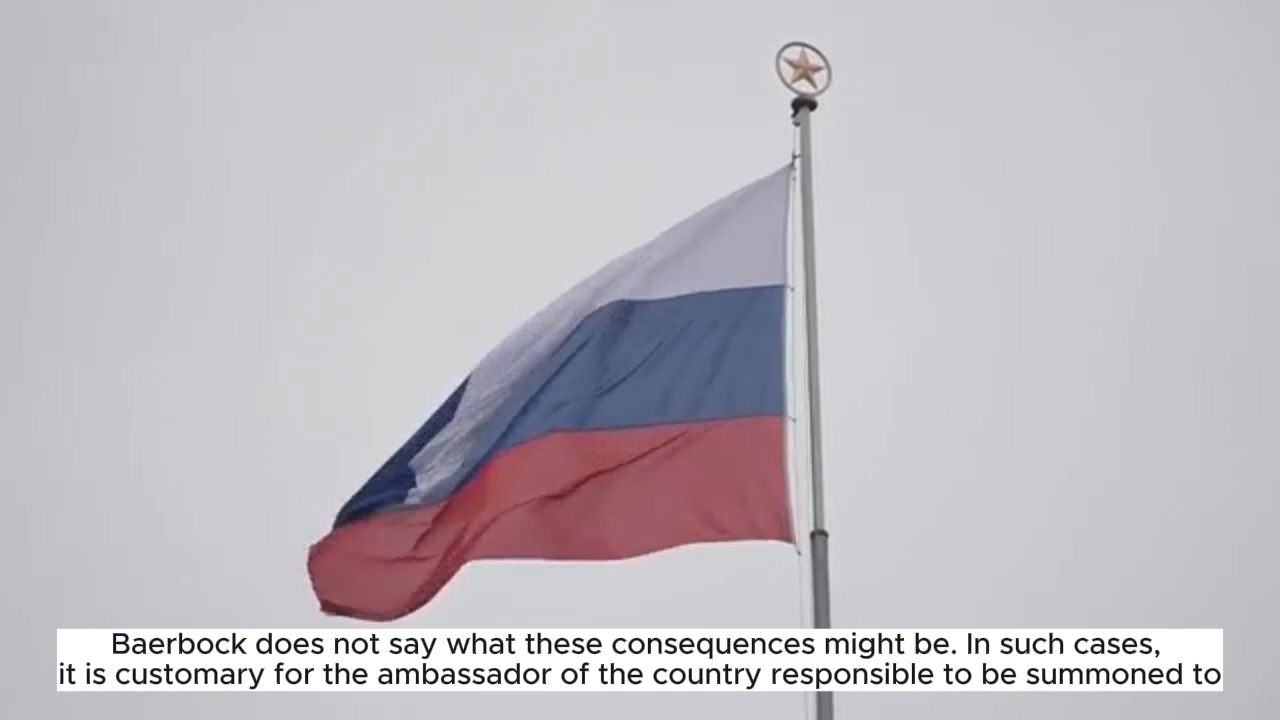 Baerbock does not say what these consequences might be. In such cases,
it is customary for the ambassador of the country responsible to be summoned to